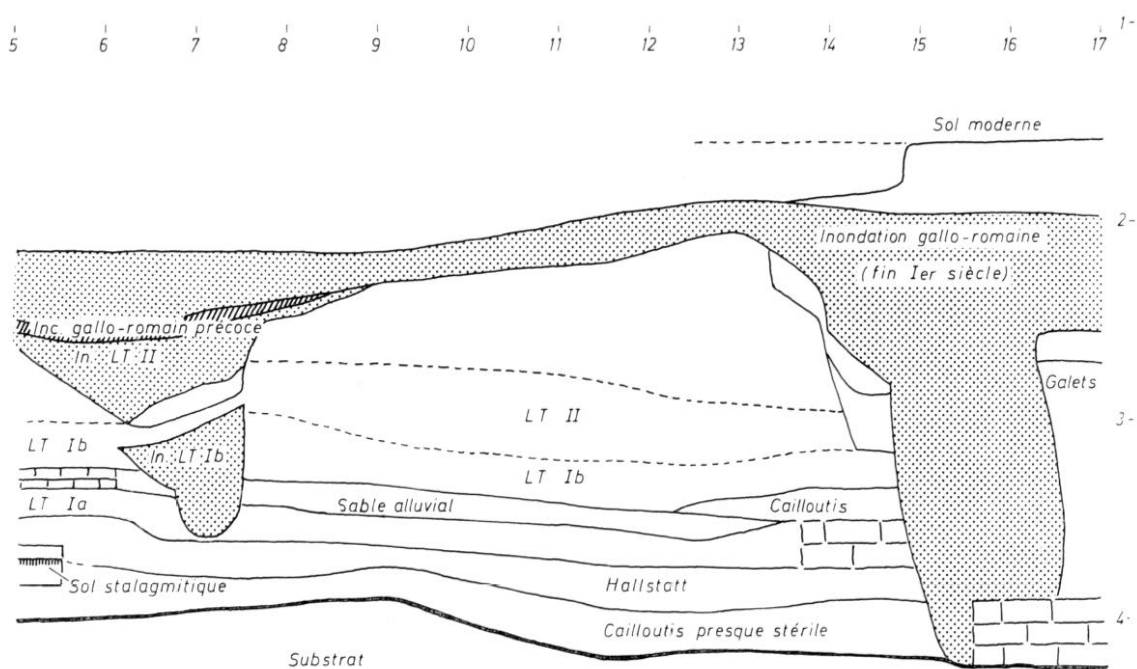 5 6 7 8 9 10 11 12 13 14 15 16 17
1-
Sol moderne
2-
Inondation gallo-romaine
(fin Ier siècle)
Inc. gallo-romain précoce
In. LT II
Galets
LT II
3-
LT Ib
In. LT Ib
LT Ib
LT Ia
Sable alluvial
Cailloutis
Sol stalagmitique
Hallstatt
4-
Cailloutis presque stérile
Substrat